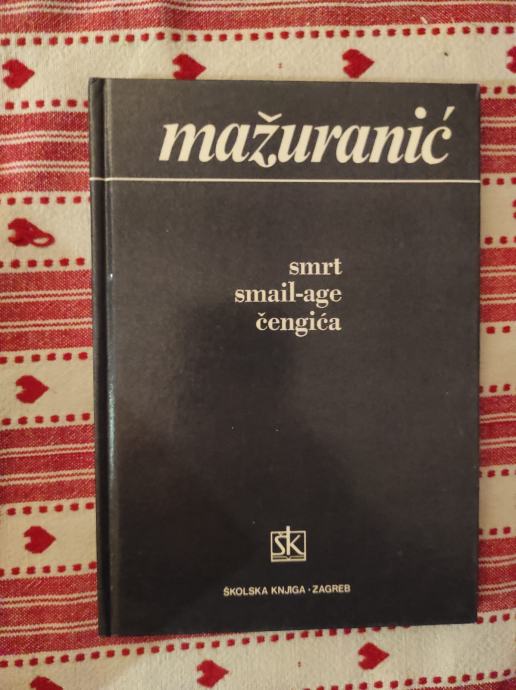 mažuranić
smrt
smail-age
čengića
šk
ŠKOLSKA KNJIGA · ZAGREB